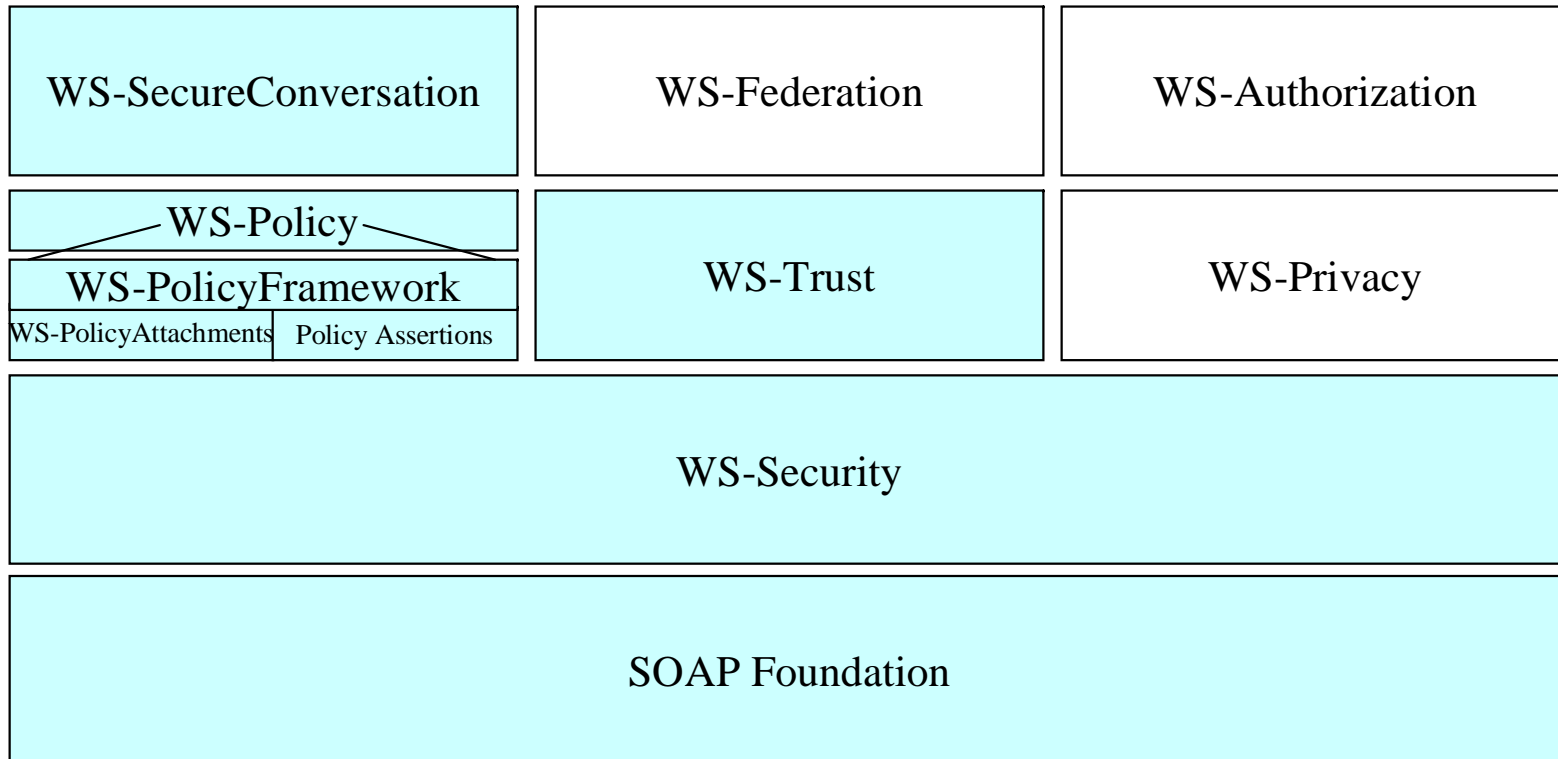 WS-SecureConversation
WS-Federation
WS-Authorization
WS-Policy
WS-PolicyFramework
WS-PolicyAttachments
Policy Assertions
WS-Trust
WS-Privacy
WS-Security
SOAP Foundation